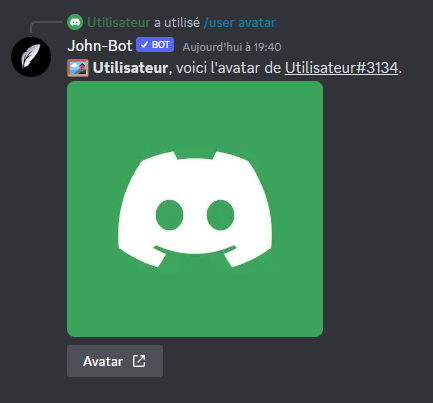 Utilisateur a utilisé /user avatar
John-Bot ✓ BOT Aujourd'hui à 19:40
Utilisateur, voici l'avatar de Utilisateur#3134.
Avatar